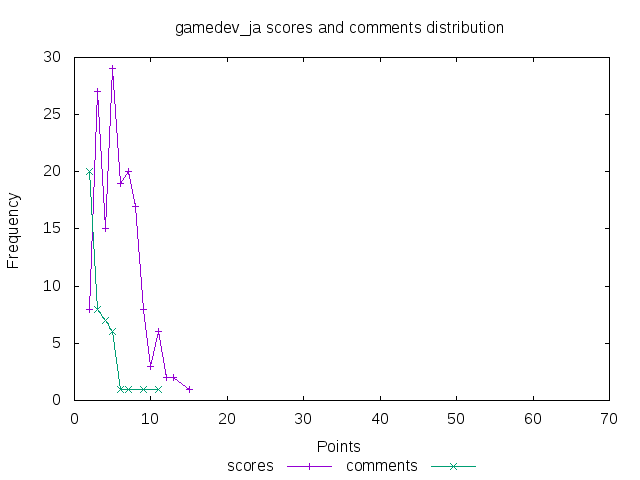 gamedev_ja scores and comments distribution
30
25
20
15
10
5
0
Frequency
0 10 20 30 40 50 60 70
Points
scores comments